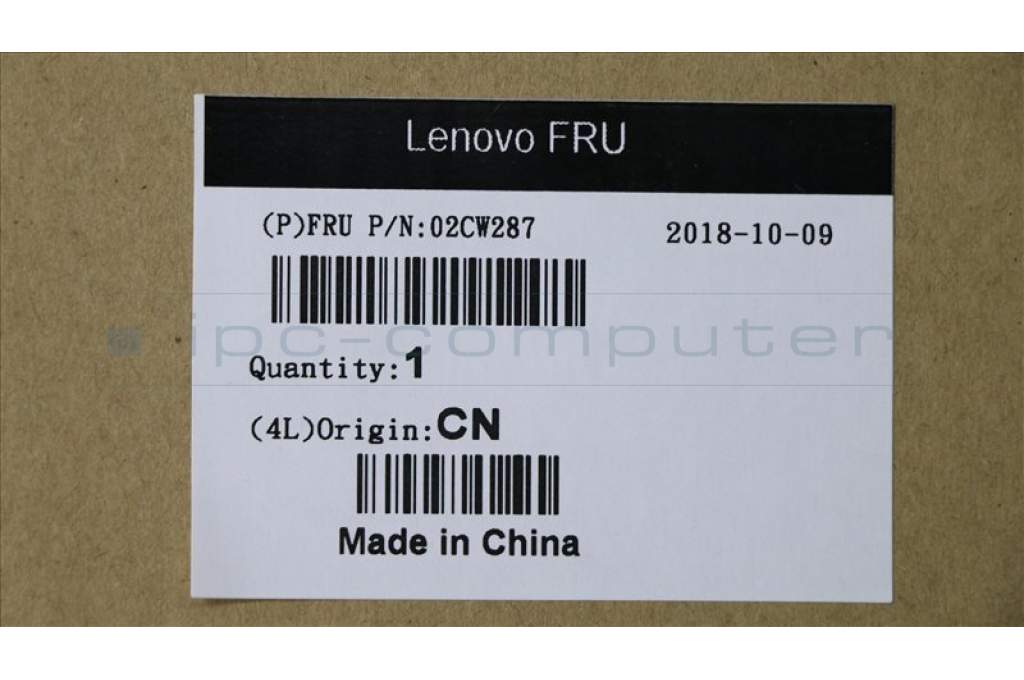 Lenovo FRU
(P)FRU P/N:02CW287
2018-10-09
ipc-computer
Quantity:1
(4L)Origin:CN
Made in China